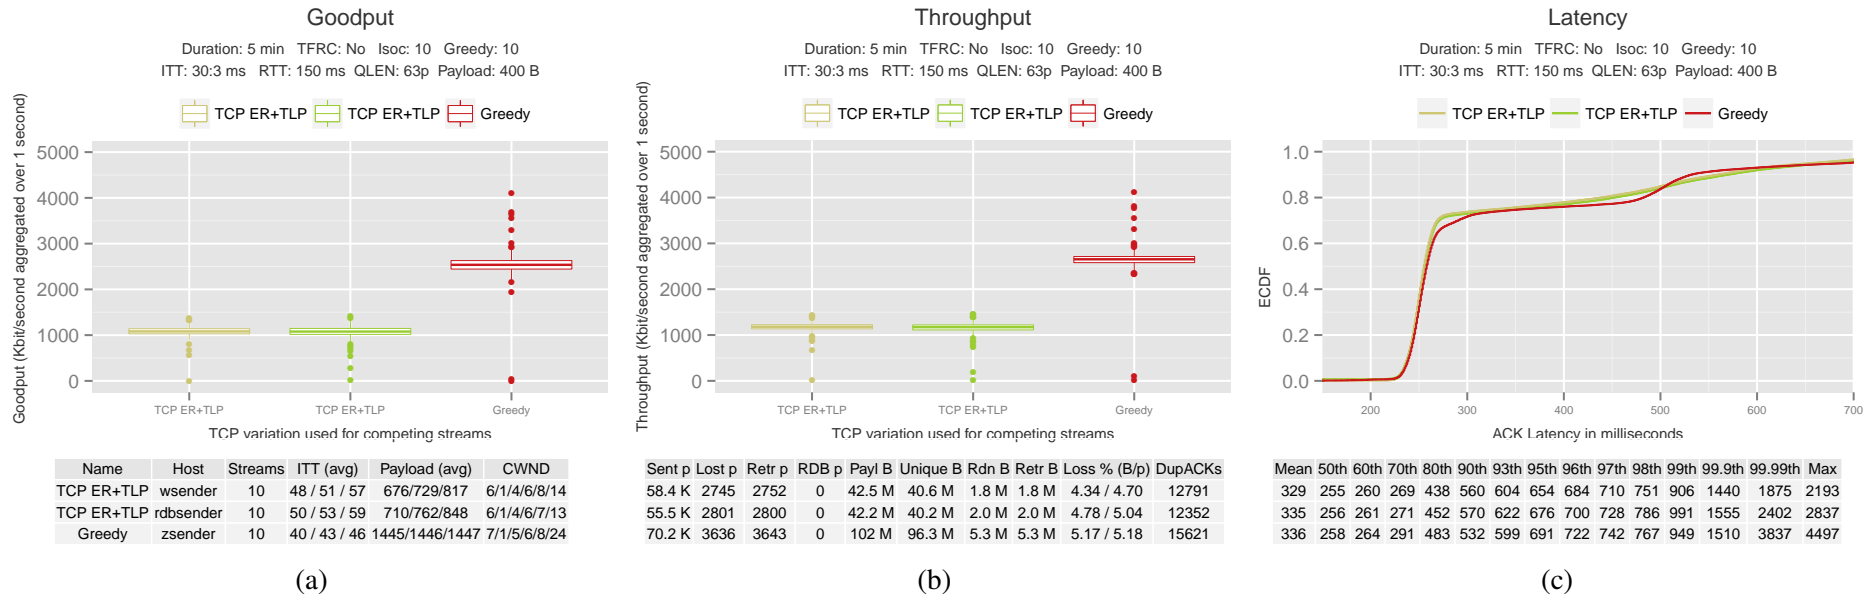 Goodput
Duration: 5 min TFRC: No Isoc: 10 Greedy: 10
ITT: 30:3 ms RTT: 150 ms QLEN: 63p Payload: 400 B
TCP ER+TLP TCP ER+TLP Greedy
Goodput (Kbit/second aggregated over 1 second)
5000
4000
3000
2000
1000
0
TCP ER+TLP TCP ER+TLP Greedy
TCP variation used for competing streams
Name Host Streams ITT (avg) Payload (avg) CWND
TCP ER+TLP wsender 10 48 / 51 / 57 676/729/817 6/1/4/6/8/14
TCP ER+TLP rdbsender 10 50 / 53 / 59 710/762/848 6/1/4/6/7/13
Greedy zsender 10 40 / 43 / 46 1445/1446/1447 7/1/5/6/8/24
(a)
Throughput
Duration: 5 min TFRC: No Isoc: 10 Greedy: 10
ITT: 30:3 ms RTT: 150 ms QLEN: 63p Payload: 400 B
TCP ER+TLP TCP ER+TLP Greedy
Throughput (Kbit/second aggregated over 1 second)
5000
4000
3000
2000
1000
0
TCP ER+TLP TCP ER+TLP Greedy
TCP variation used for competing streams
Sent p Lost p Retr p RDB p Payl B Unique B Rdn B Retr B Loss % (B/p) DupACKs
58.4 K 2745 2752 0 42.5 M 40.6 M 1.8 M 1.8 M 4.34 / 4.70 12791
55.5 K 2801 2800 0 42.2 M 40.2 M 2.0 M 2.0 M 4.78 / 5.04 12352
70.2 K 3636 3643 0 102 M 96.3 M 5.3 M 5.3 M 5.17 / 5.18 15621
(b)
Latency
Duration: 5 min TFRC: No Isoc: 10 Greedy: 10
ITT: 30:3 ms RTT: 150 ms QLEN: 63p Payload: 400 B
TCP ER+TLP TCP ER+TLP Greedy
ECDF
1.0
0.8
0.6
0.4
0.2
0.0
200 300 400 500 600 700
ACK Latency in milliseconds
Mean 50th 60th 70th 80th 90th 93th 95th 96th 97th 98th 99th 99.9th 99.99th Max
329 255 260 269 438 560 604 654 684 710 751 906 1440 1875 2193
335 256 261 271 452 570 622 676 700 728 786 991 1555 2402 2837
336 258 264 291 483 532 599 691 722 742 767 949 1510 3837 4497
(c)